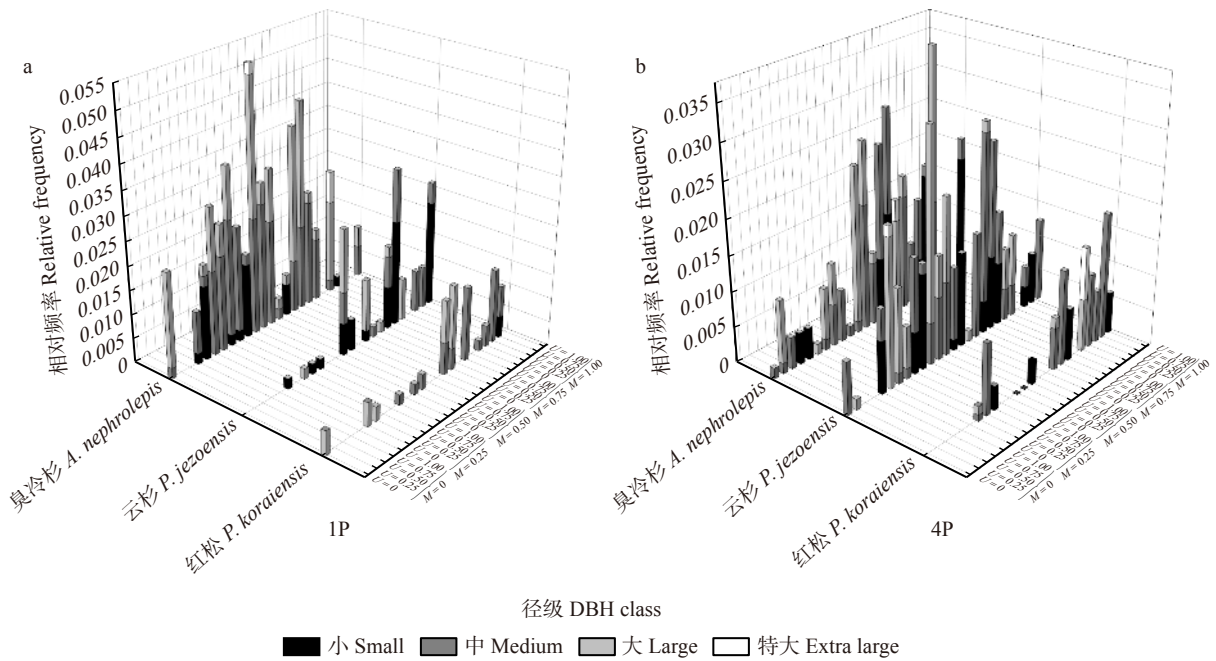 a
0.055
0.050
0.045
0.040
0.035
0.030
0.025
0.020
0.015
0.010
0.005
0
相对频率 Relative frequency
臭冷杉 A. nephrolepis
云杉 P. jezoensis
红松 P. koraiensis
M = 0
M = 0.25
M = 0.50
M = 0.75
M = 1.00
1P
b
0.035
0.030
0.025
0.020
0.015
0.010
0.005
0
相对频率 Relative frequency
臭冷杉 A. nephrolepis
云杉 P. jezoensis
红松 P. koraiensis
M = 0
M = 0.25
M = 0.50
M = 0.75
M = 1.00
4P
径级 DBH class
小 Small 中 Medium 大 Large 特大 Extra large